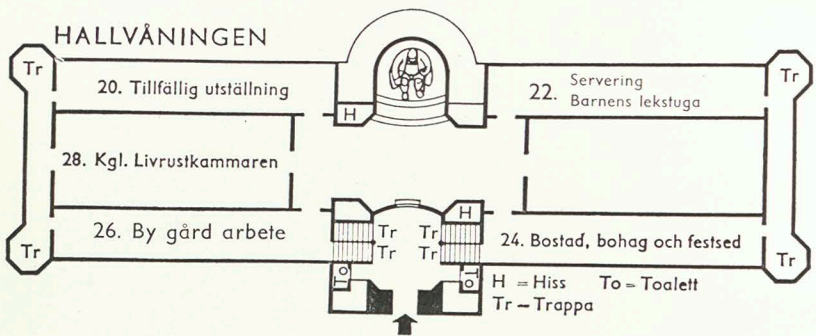 HALLVÅNINGEN
Tr
Tr
20. Tillfällig utställning
22. Servering
Barnens lekstuga
H
28. Kgl. Livrustkammaren
H
26. By gård arbete
Tr
Tr
Tr
Tr
24. Bostad, bohag och festsed
Tr
Tr
To
To
H = Hiss To = Toalett
Tr – Trappa